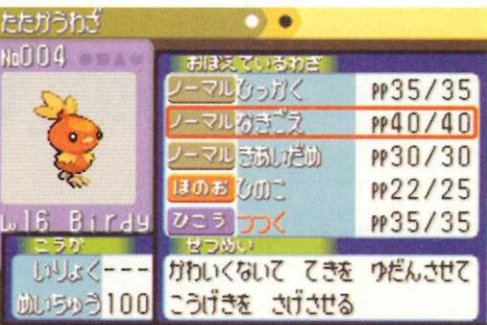 たたかうわざ
No004
おぼえているわざ
ノーマル ひっかく PP35/35
ノーマル なきごえ PP40/40
ノーマル きあいだめ PP30/30
ほのお ひのこ PP22/25
ひこう つつく PP35/35
Lv16 Birdy
こうか
いりょく---
めいちゅう100
せつめい
かわいくないて てきを ゆだんさせて
こうげきを さげさせる